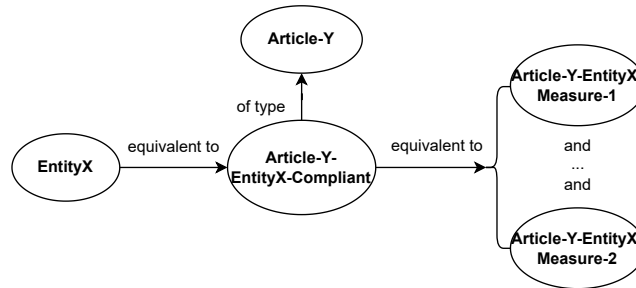 Article-Y
of type
EntityX
equivalent to
Article-Y-
EntityX-Compliant
equivalent to
Article-Y-EntityX
Measure-1
and
...
and
Article-Y-EntityX
Measure-2